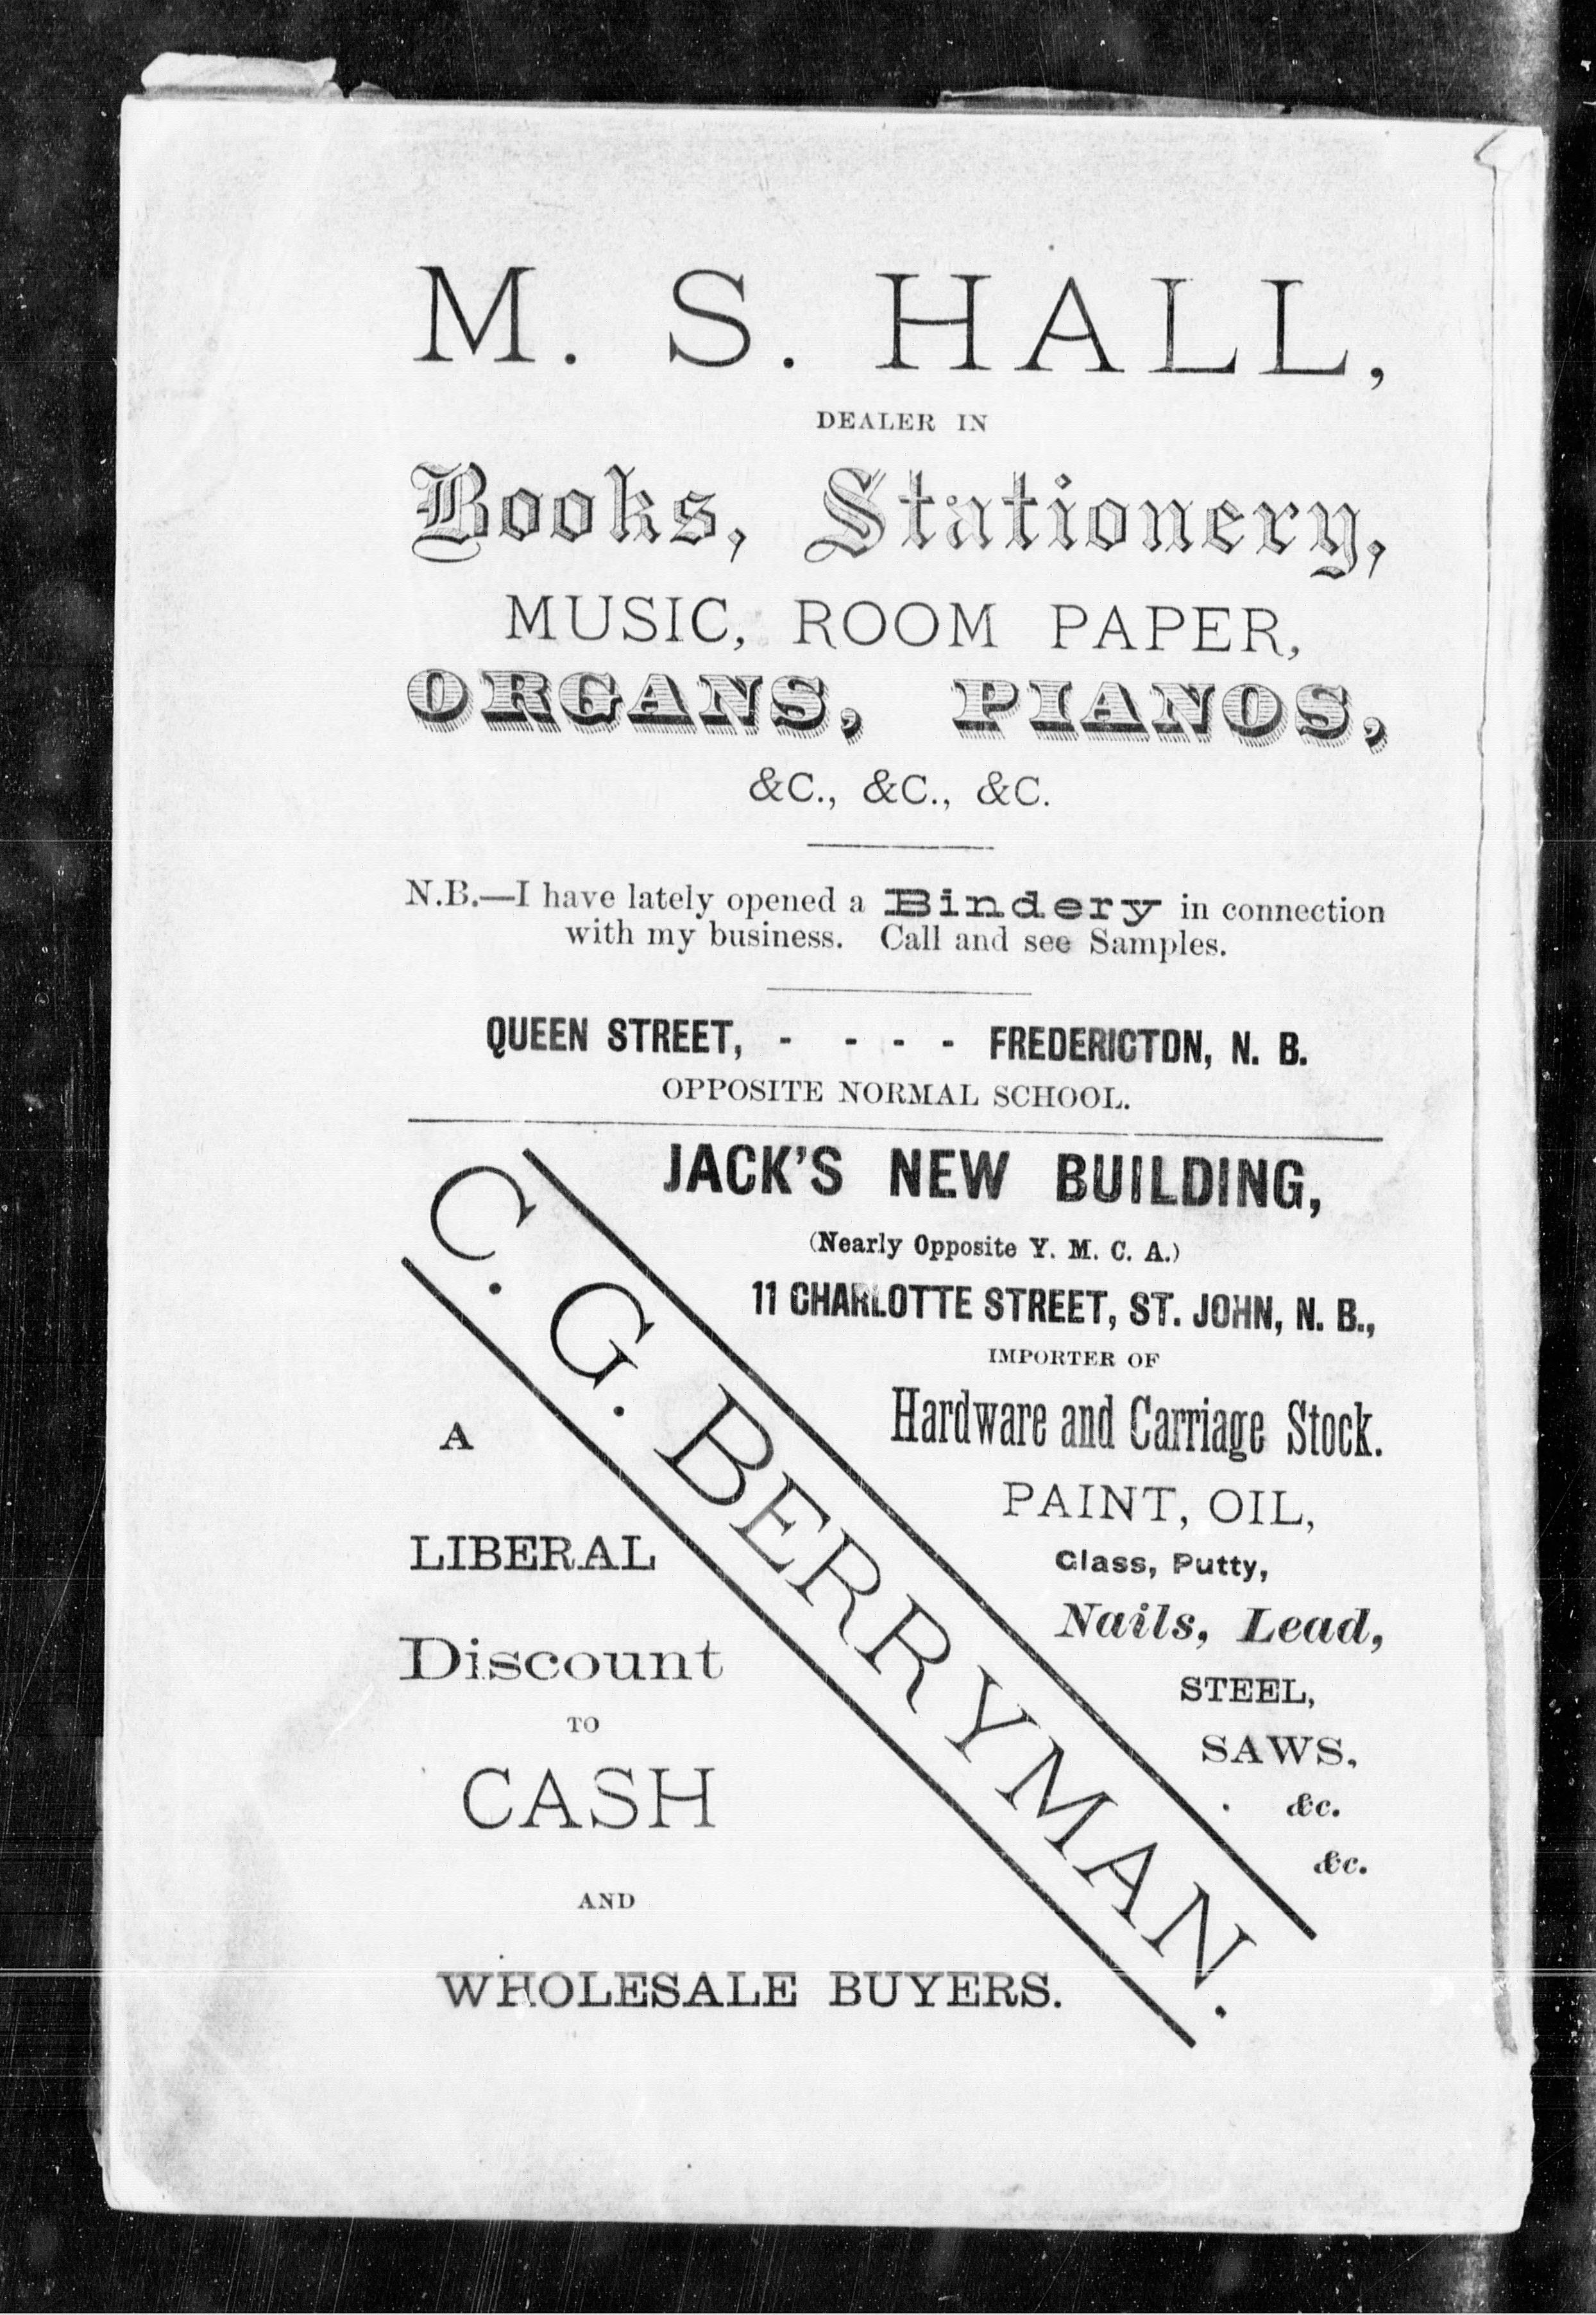 M. S. HALL,
DEALER IN
Books, Stationery,
MUSIC, ROOM PAPER,
ORGANS, PIANOS,
&C., &C., &C.
N.B.—I have lately opened a Bindery in connection
with my business. Call and see Samples.
QUEEN STREET, - - - - FREDERICTON, N. B.
OPPOSITE NORMAL SCHOOL.
C. G. BERRYMAN.
JACK'S NEW BUILDING,
(Nearly Opposite Y. M. C. A.)
11 CHARLOTTE STREET, ST. JOHN, N. B.,
IMPORTER OF
Hardware and Carriage Stock.
PAINT, OIL,
Glass, Putty,
Nails, Lead,
STEEL,
SAWS,
&c.
&c.
A
LIBERAL
Discount
TO
CASH
AND
WHOLESALE BUYERS.